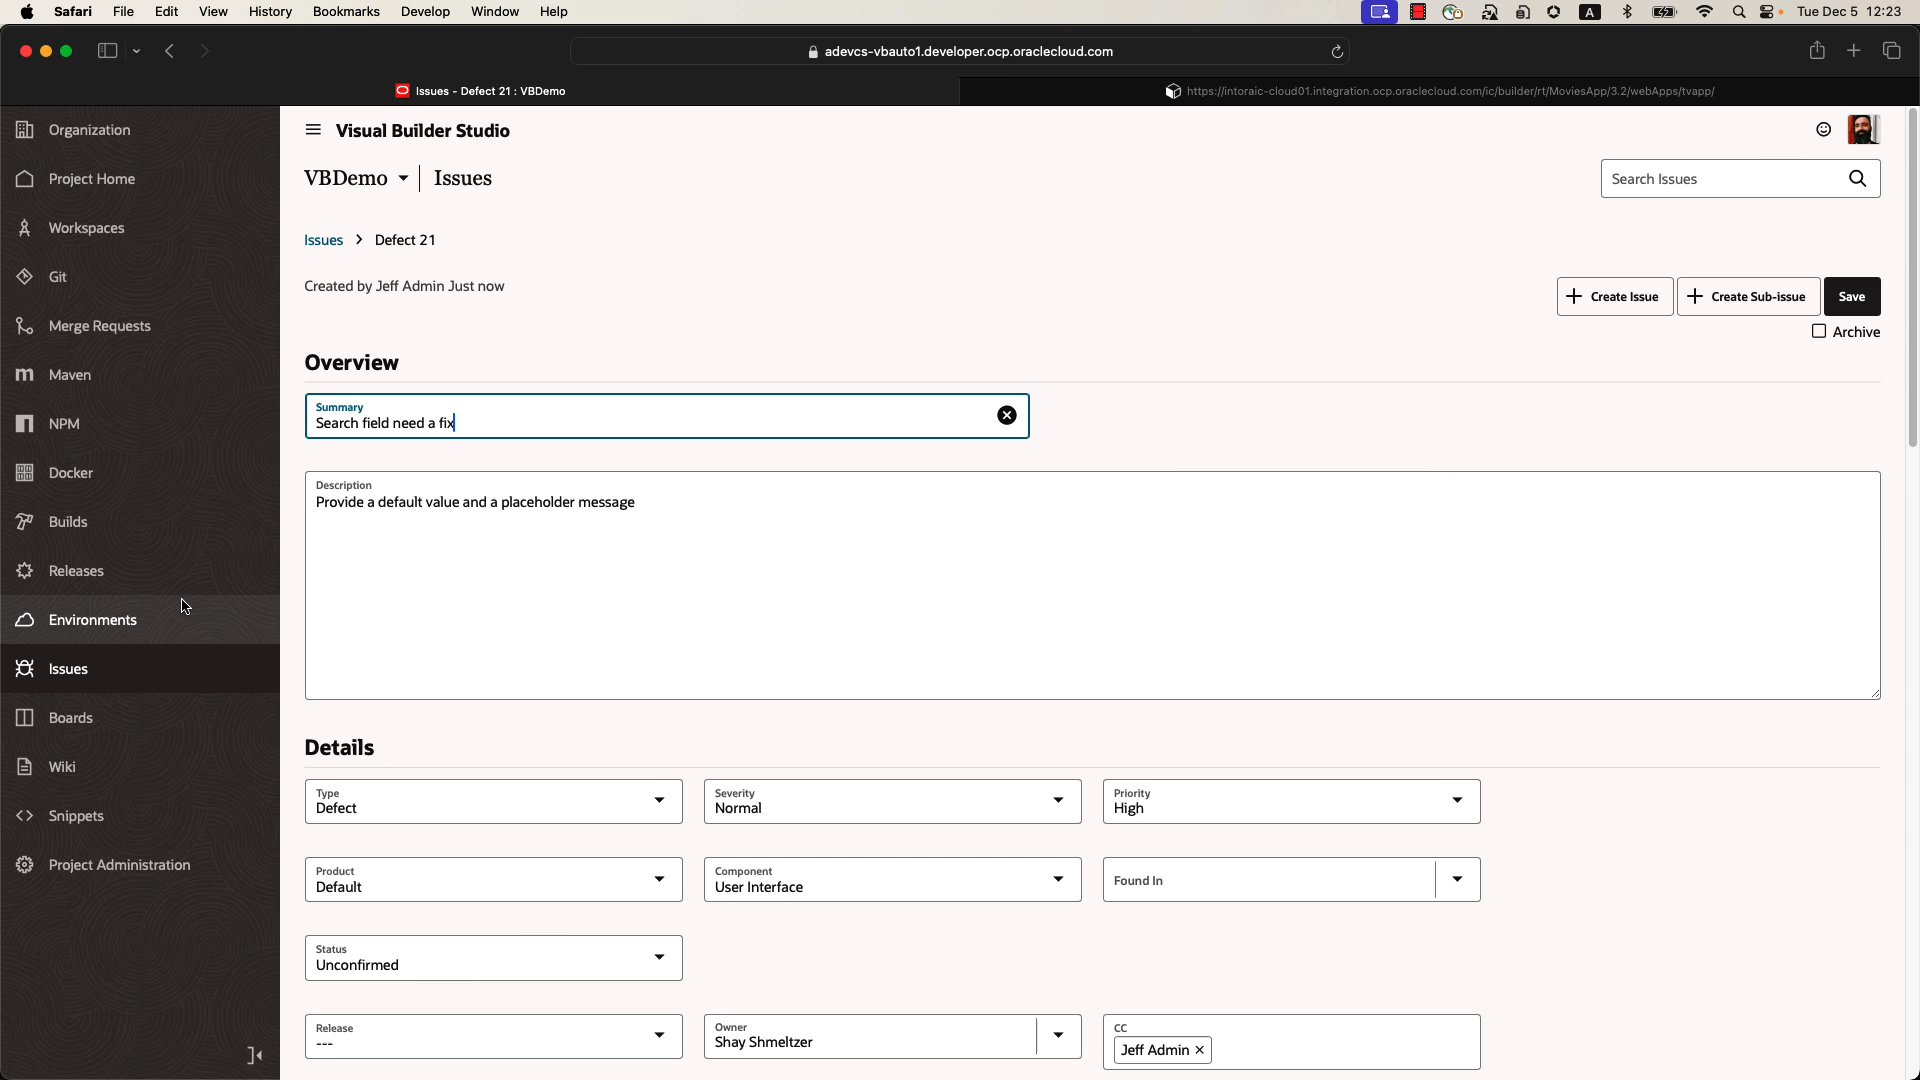 Safari File Edit View History Bookmarks Develop Window Help
A
Tue Dec 5 12:23
adevcs-vbauto1.developer.ocp.oraclecloud.com
Issues - Defect 21 : VBDemo
https://intoraic-cloud01.integration.ocp.oraclecloud.com/ic/builder/rt/MoviesApp/3.2/webApps/tvapp/
Organization
Project Home
Workspaces
Git
Merge Requests
Maven
NPM
Docker
Builds
Releases
Environments
Issues
Boards
Wiki
Snippets
Project Administration
Visual Builder Studio
VBDemo
Issues
Search Issues
Issues
Defect 21
Created by Jeff Admin Just now
Create Issue
Create Sub-issue
Save
Archive
Overview
Summary
Search field need a fix
Description
Provide a default value and a placeholder message
Details
Type
Defect
Severity
Normal
Priority
High
Product
Default
Component
User Interface
Found In
Status
Unconfirmed
Release
---
Owner
Shay Shmeltzer
CC
Jeff Admin